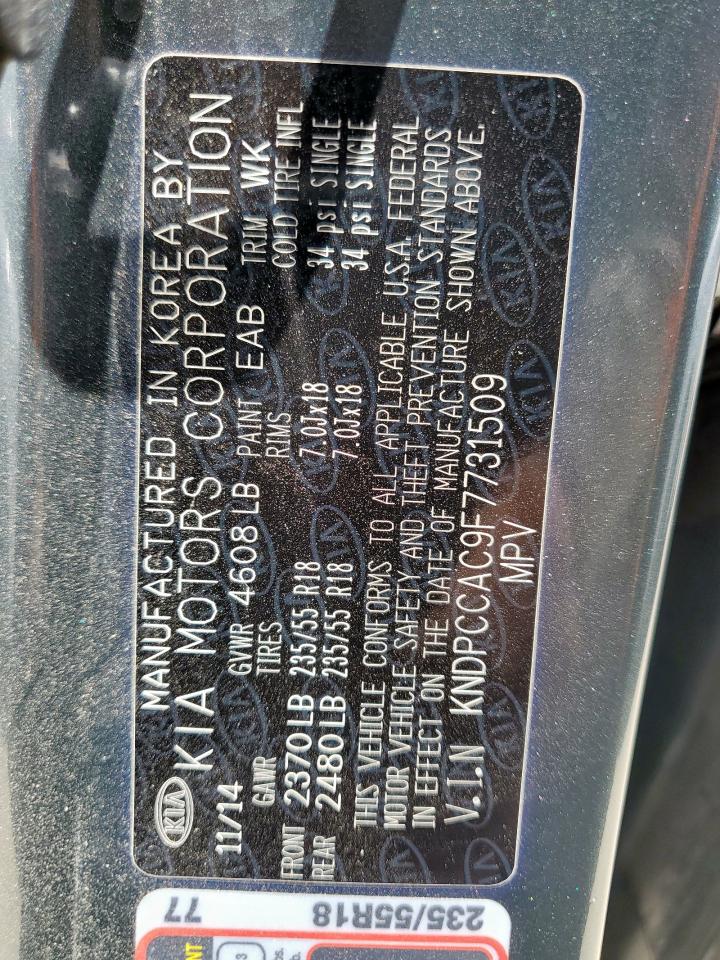 KIA MANUFACTURED IN KOREA BY
KIA MOTORS CORPORATION
11/14 GVWR 4608 LB PAINT EAB TRIM WK
GAWR TIRES RIMS COLD TIRE INFL
FRONT 2370 LB 235/55 R18 7.0Jx18 34 psi SINGLE
REAR 2480 LB 235/55 R18 7.0Jx18 34 psi SINGLE
THIS VEHICLE CONFORMS TO ALL APPLICABLE U.S.A. FEDERAL
MOTOR VEHICLE SAFETY AND THEFT PREVENTION STANDARDS
IN EFFECT ON THE DATE OF MANUFACTURE SHOWN ABOVE.
V.I.N KNDPCCAC9F7731509
MPV
77
235/55R18